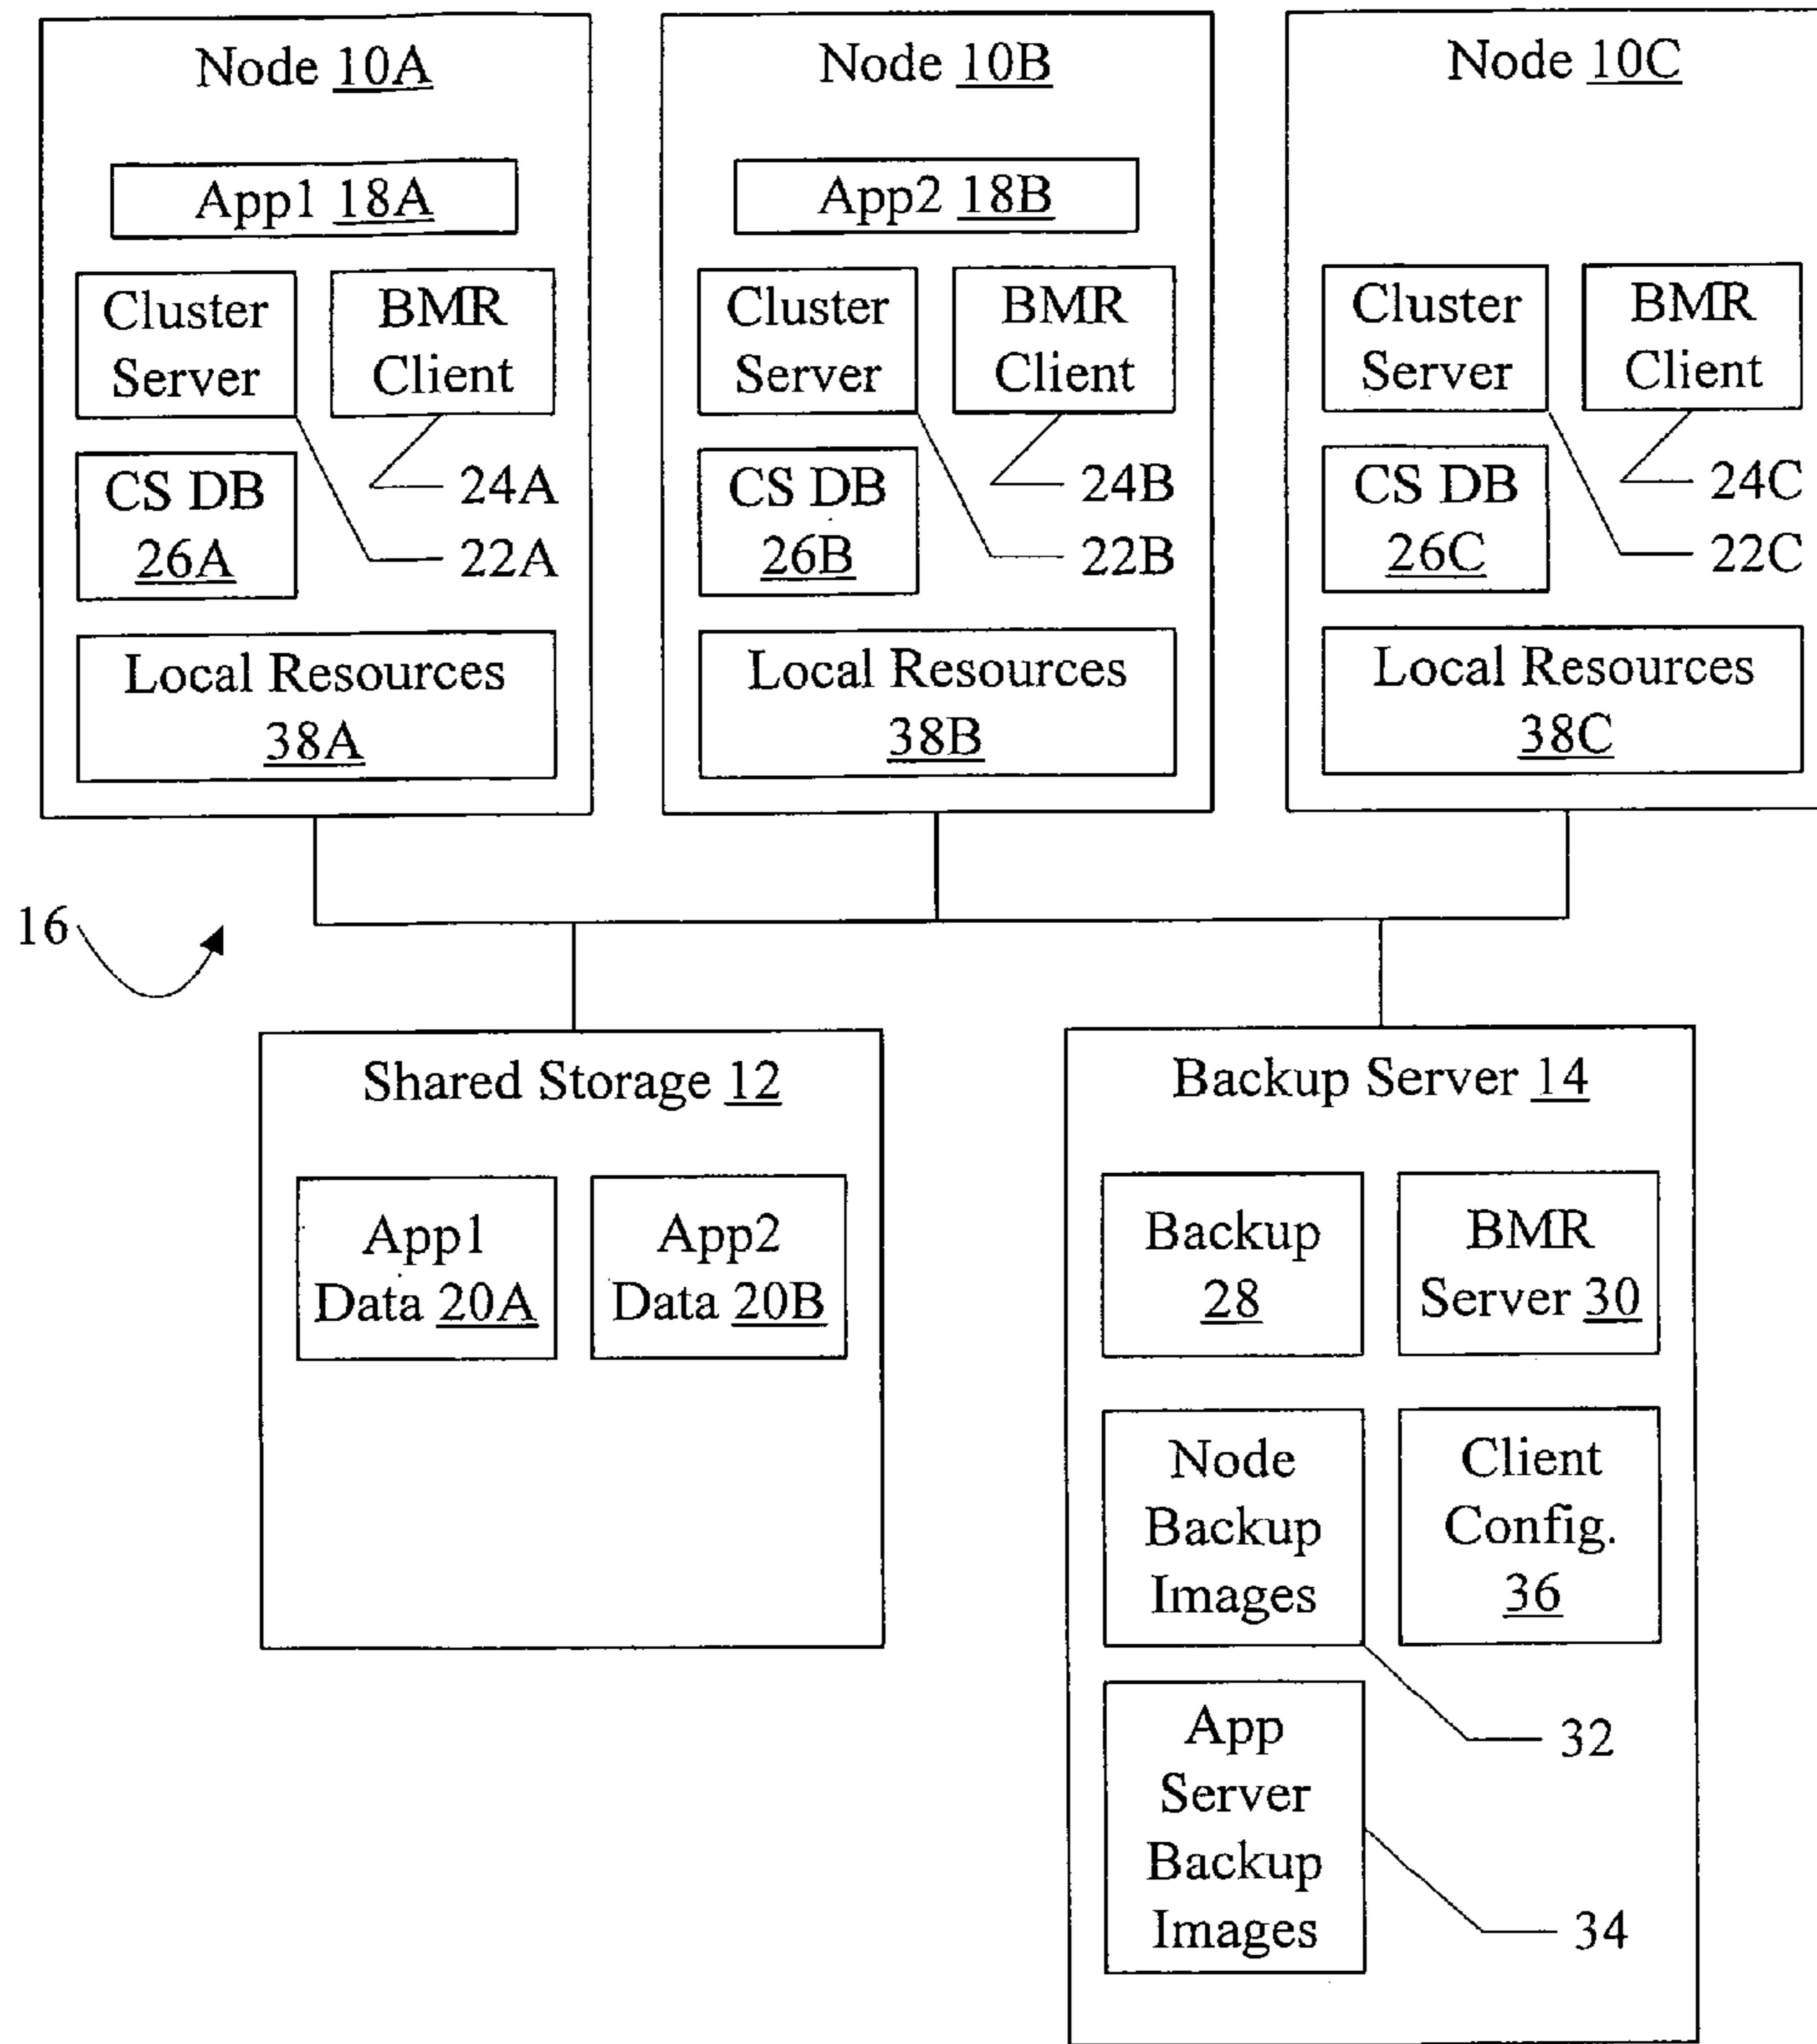 Node 10A
App1 18A
Cluster
Server
BMR
Client
CS DB
26A
24A
22A
Local Resources
38A
Node 10B
App2 18B
Cluster
Server
BMR
Client
CS DB
26B
24B
22B
Local Resources
38B
Node 10C
Cluster
Server
BMR
Client
CS DB
26C
24C
22C
Local Resources
38C
16
Shared Storage 12
App1
Data 20A
App2
Data 20B
Backup Server 14
Backup
28
BMR
Server 30
Node
Backup
Images
Client
Config.
36
32
App
Server
Backup
Images
34